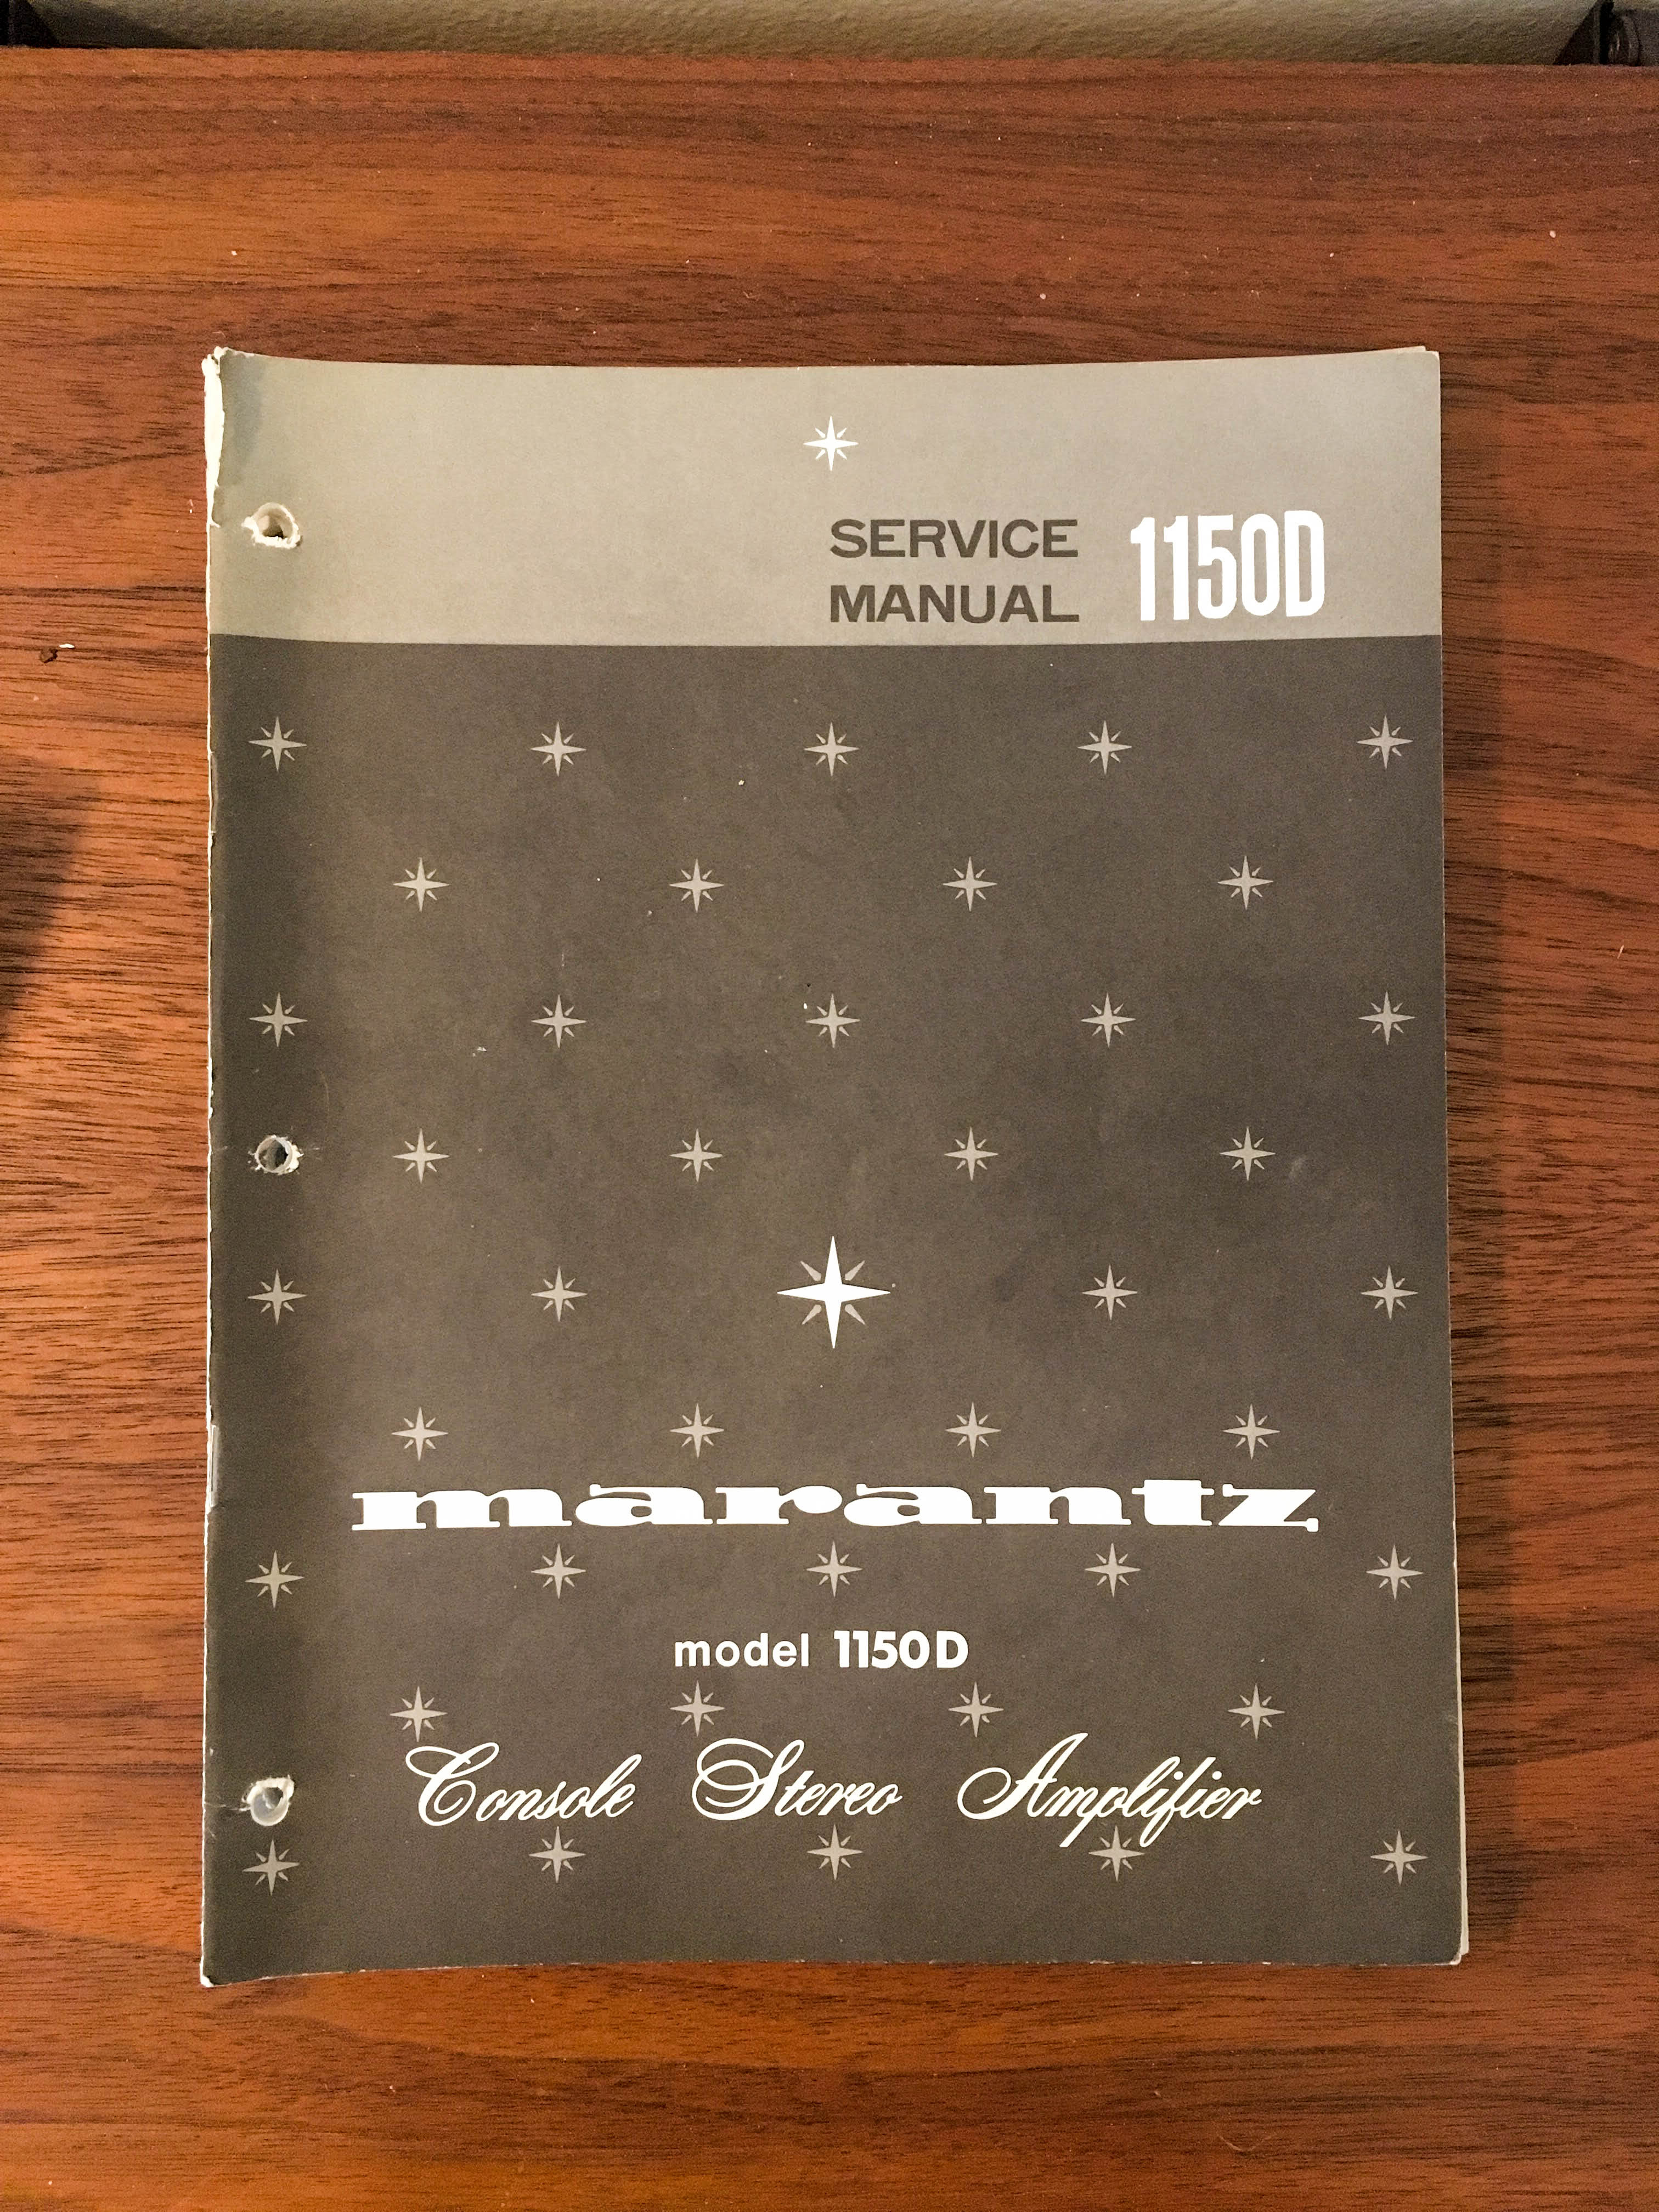 SERVICE
MANUAL
1150D
marantz
model 1150D
Console Stereo Amplifier